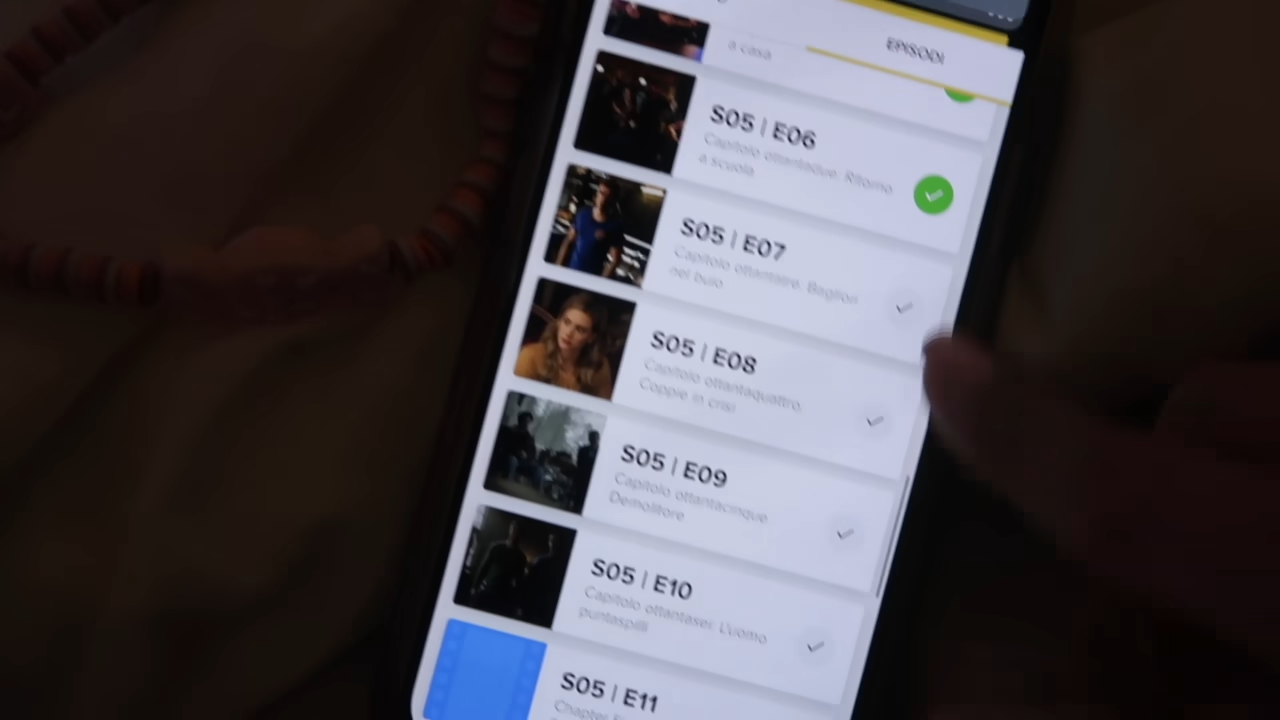 EPISODI
a casa
S05 | E06
Capitolo ottantadue. Ritorno
a scuola
S05 | E07
Capitolo ottantatre. Bagliori
nel buio
S05 | E08
Capitolo ottantaquattro.
Coppie in crisi
S05 | E09
Capitolo ottantacinque
Demolitore
S05 | E10
Capitolo ottantasei: L'uomo
puntaspilli
S05 | E11
Chapter